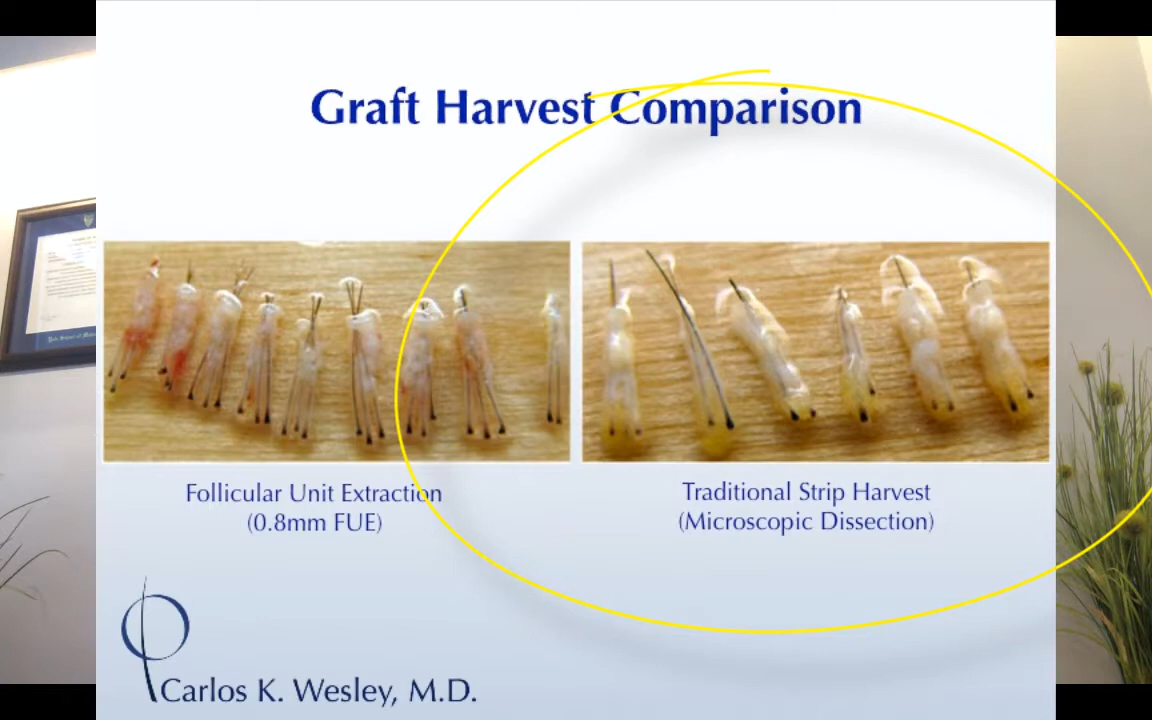 Graft Harvest Comparison
Follicular Unit Extraction
(0.8mm FUE)
Traditional Strip Harvest
(Microscopic Dissection)
Carlos K. Wesley, M.D.